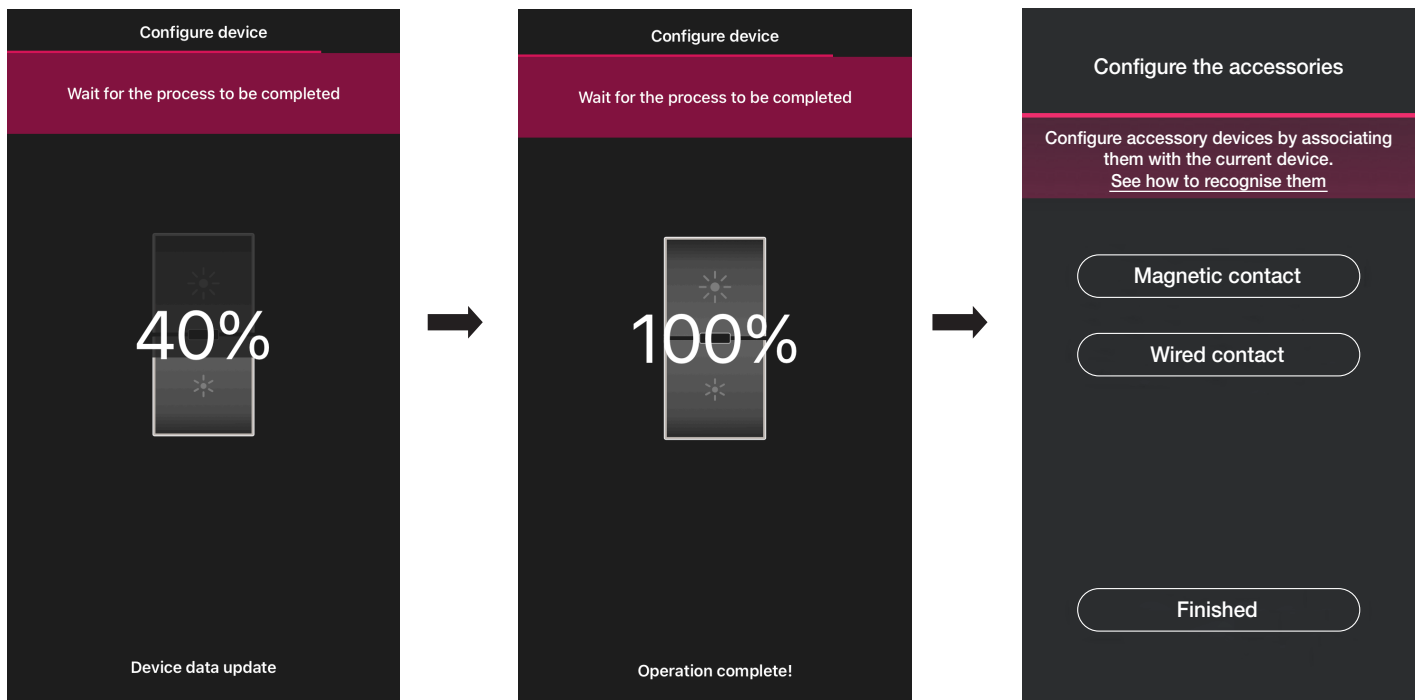 Configure device
Wait for the process to be completed
40%
Device data update
Configure device
Wait for the process to be completed
100%
Operation complete!
Configure the accessories
Configure accessory devices by associating
them with the current device.
See how to recognise them
Magnetic contact
Wired contact
Finished